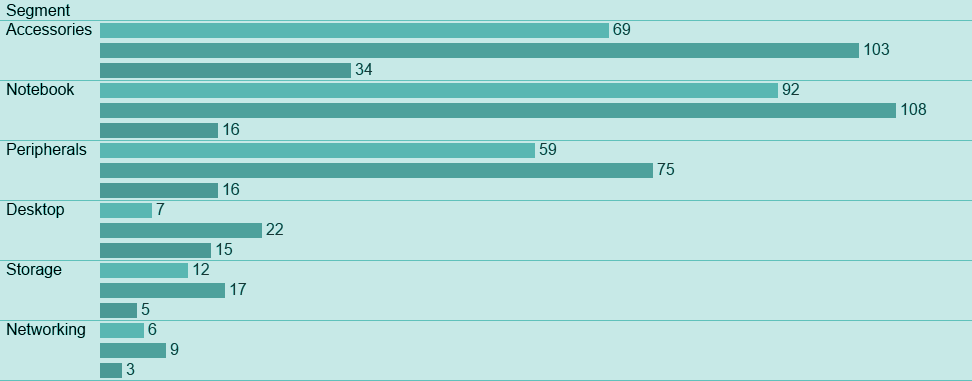 Segment
Accessories 69
103
34
Notebook 92
108
16
Peripherals 59
75
16
Desktop 7
22
15
Storage 12
17
5
Networking 6
9
3